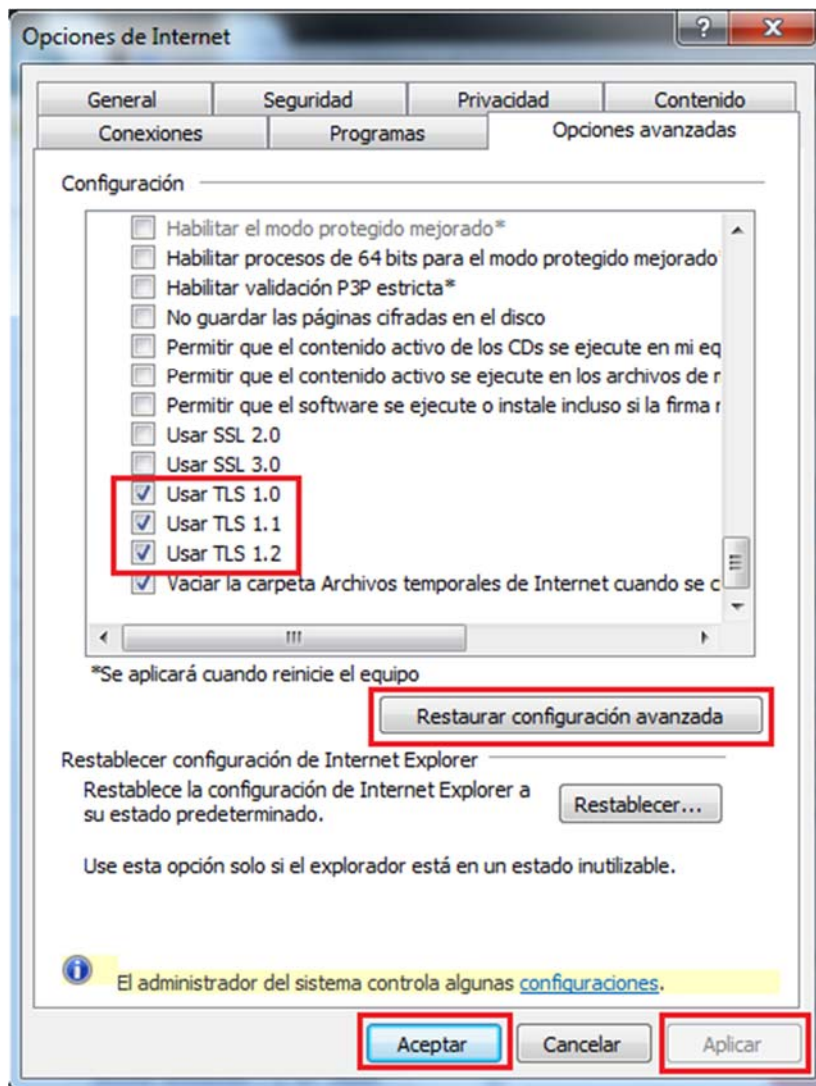 Opciones de Internet
General Seguridad Privacidad Contenido
Conexiones Programas Opciones avanzadas
Configuración
Habilitar el modo protegido mejorado*
Habilitar procesos de 64 bits para el modo protegido mejorado
Habilitar validación P3P estricta*
No guardar las páginas cifradas en el disco
Permitir que el contenido activo de los CDs se ejecute en mi eq
Permitir que el contenido activo se ejecute en los archivos de
Permitir que el software se ejecute o instale incluso si la firma
Usar SSL 2.0
Usar SSL 3.0
Usar TLS 1.0
Usar TLS 1.1
Usar TLS 1.2
Vaciar la carpeta Archivos temporales de Internet cuando se c
*Se aplicará cuando reinicie el equipo
Restaurar configuración avanzada
Restablecer configuración de Internet Explorer
Restablece la configuración de Internet Explorer a
su estado predeterminado.
Restablecer...
Use esta opción solo si el explorador está en un estado inutilizable.
El administrador del sistema controla algunas configuraciones.
Aceptar Cancelar Aplicar